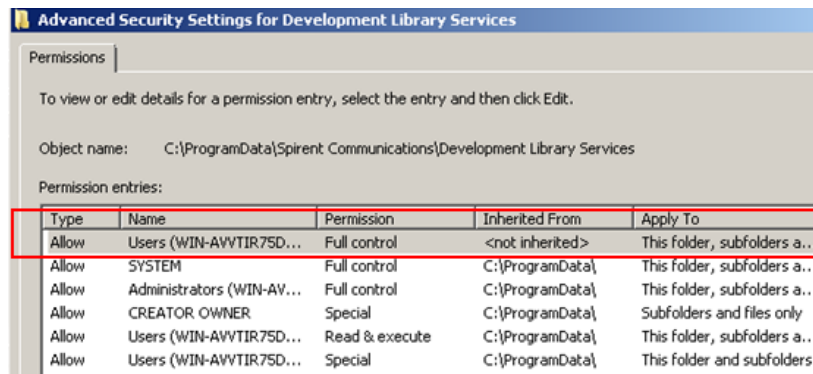 Advanced Security Settings for Development Library Services
Permissions
To view or edit details for a permission entry, select the entry and then click Edit.
Object name: C:\ProgramData\Spirent Communications\Development Library Services
Permission entries:
Type Name Permission Inherited From Apply To
Allow Users (WIN-AVVTIR75D... Full control <not inherited> This folder, subfolders a...
Allow SYSTEM Full control C:\ProgramData\ This folder, subfolders a...
Allow Administrators (WIN-AV... Full control C:\ProgramData\ This folder, subfolders a...
Allow CREATOR OWNER Special C:\ProgramData\ Subfolders and files only
Allow Users (WIN-AVVTIR75D... Read & execute C:\ProgramData\ This folder, subfolders a...
Allow Users (WIN-AVVTIR75D... Special C:\ProgramData\ This folder and subfolders